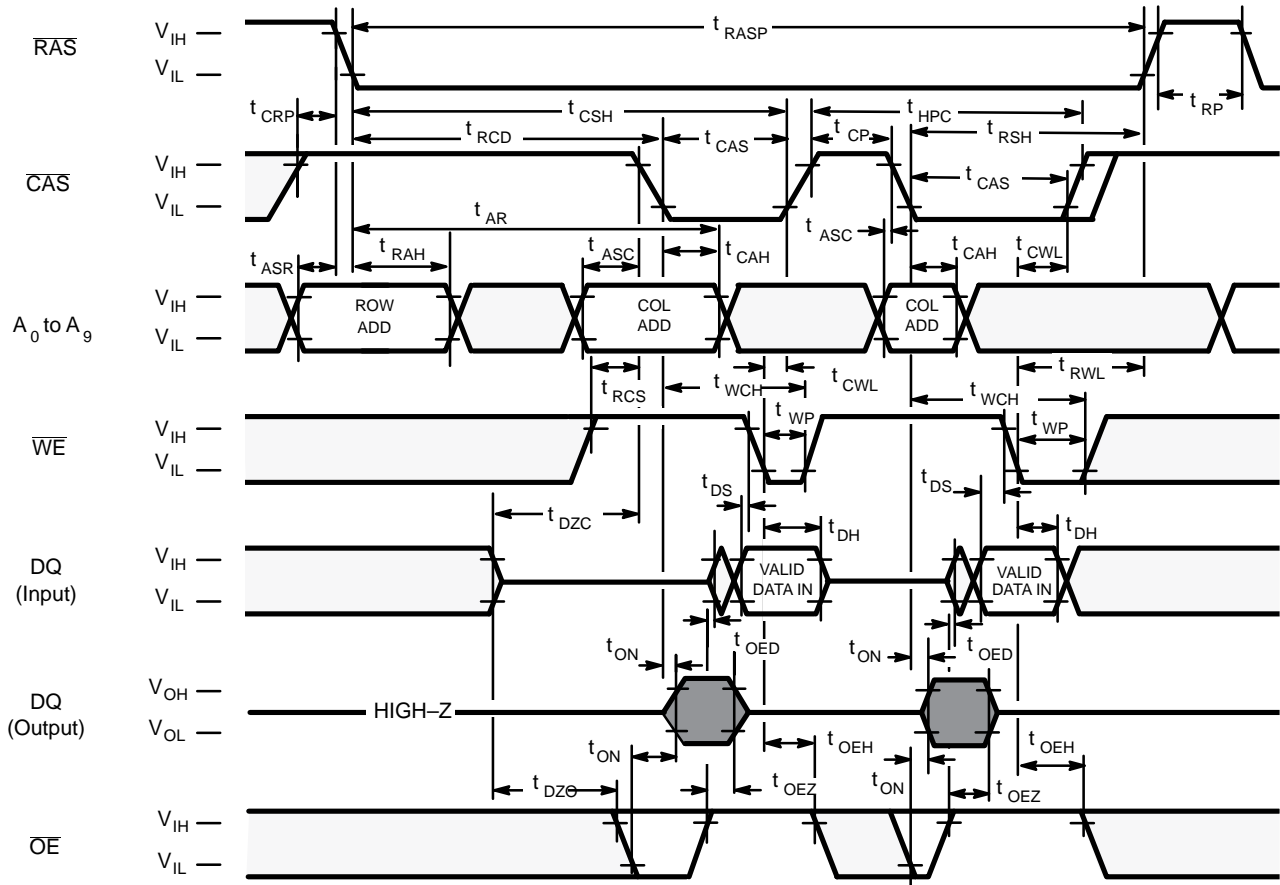 RAS
V IH
V IL
t RASP
t RP
t CRP
t CSH
t HPC
t RCD
t CAS
t CP
t RSH
CAS
V IH
V IL
t CAS
t AR
t ASC
t ASR
t RAH
t ASC
t CAH
t CAH
t CWL
A 0 to A 9
V IH
V IL
ROW ADD
COL ADD
COL ADD
t RCS
t WCH
t CWL
t RWL
t WCH
WE
V IH
V IL
t WP
t WP
t DS
t DS
t DZC
t DH
t DH
DQ (Input)
V IH
V IL
VALID DATA IN
VALID DATA IN
t ON
t OED
t ON
t OED
DQ (Output)
V OH
V OL
HIGH–Z
t ON
t OEH
t ON
t OEH
t DZO
t OEZ
t OEZ
OE
V IH
V IL